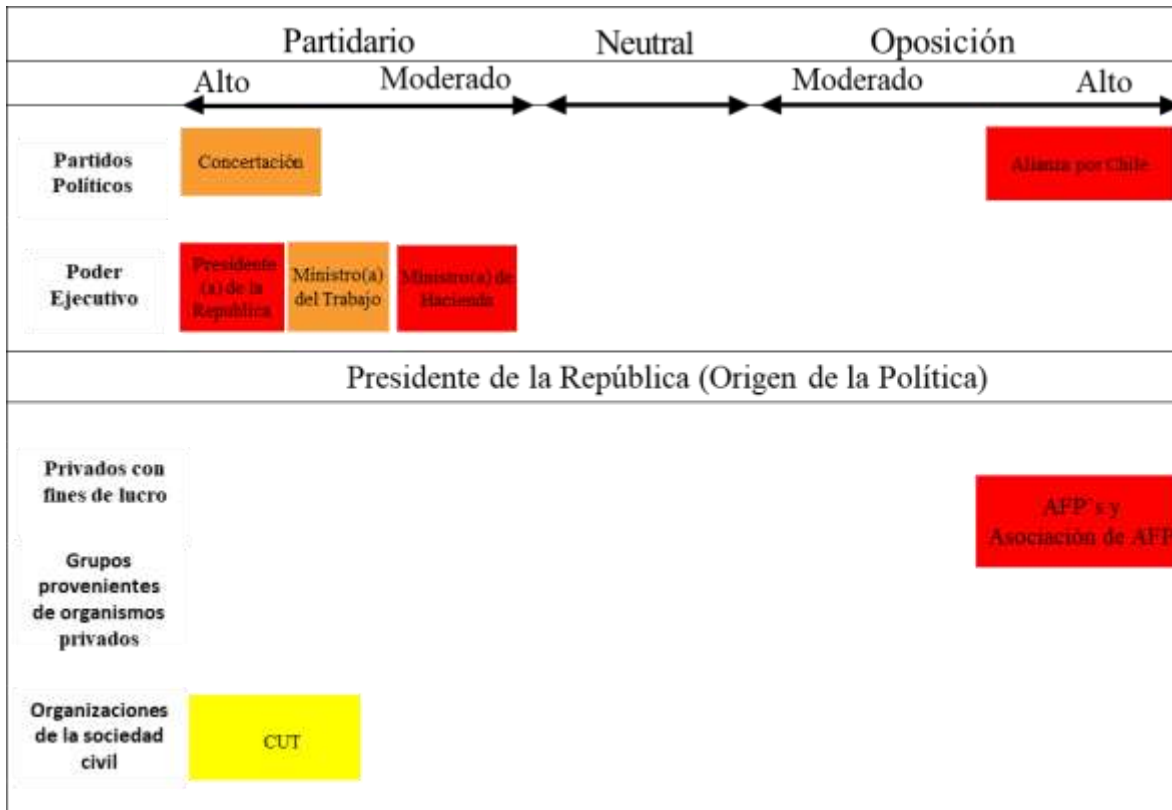 Partidario Neutral Oposición
Alto Moderado Moderado Alto
Partidos
Políticos
Concertación
Alianza por Chile
Poder
Ejecutivo
Presidente
(a) de la
República
Ministro(a)
del Trabajo
Ministro(a) de
Hacienda
Presidente de la República (Origen de la Política)
Privados con
fines de lucro
AFP´s y
Asociación de AFP
Grupos
provenientes
de organismos
privados
Organizaciones
de la sociedad
civil
CUT